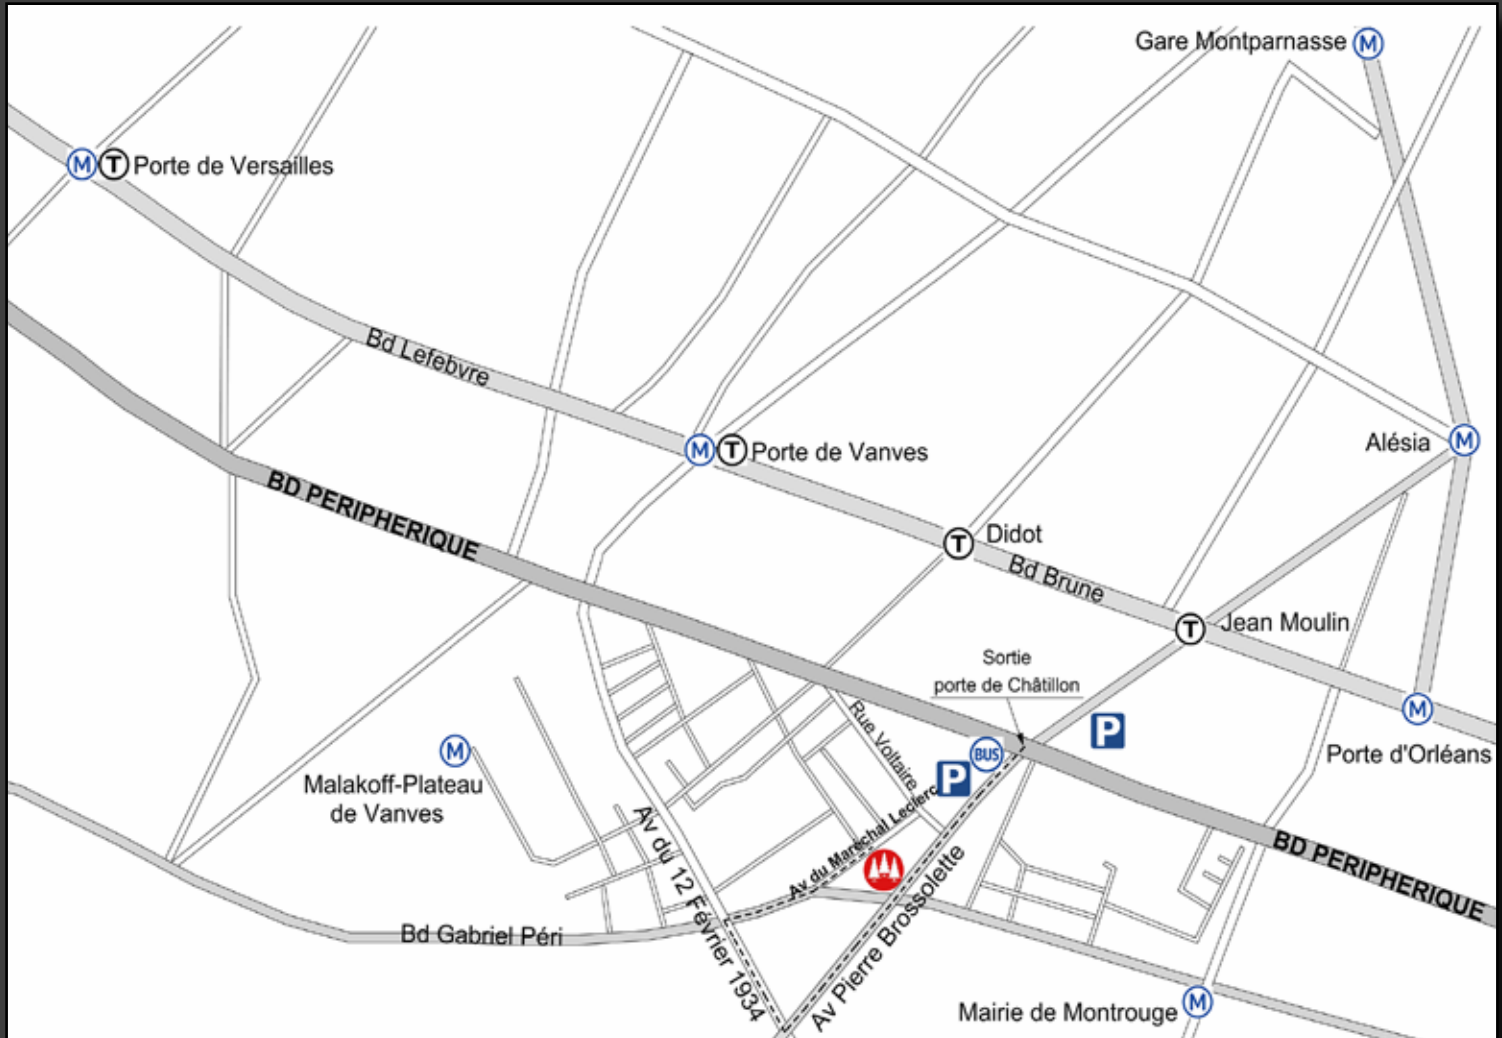 Gare Montparnasse M
M T Porte de Versailles
Bd Lefebvre
Alésia M
M T Porte de Vanves
BD PERIPHERIQUE
T Didot
Bd Brune
T Jean Moulin
Sortie
porte de Châtillon
M
Porte d'Orléans
P
BUS
P
Rue Voltaire
M
Malakoff-Plateau
de Vanves
Av du Maréchal Leclerc
Av du 12 Février 1934
BD PERIPHERIQUE
Bd Gabriel Péri
Av Pierre Brossolette
Mairie de Montrouge M